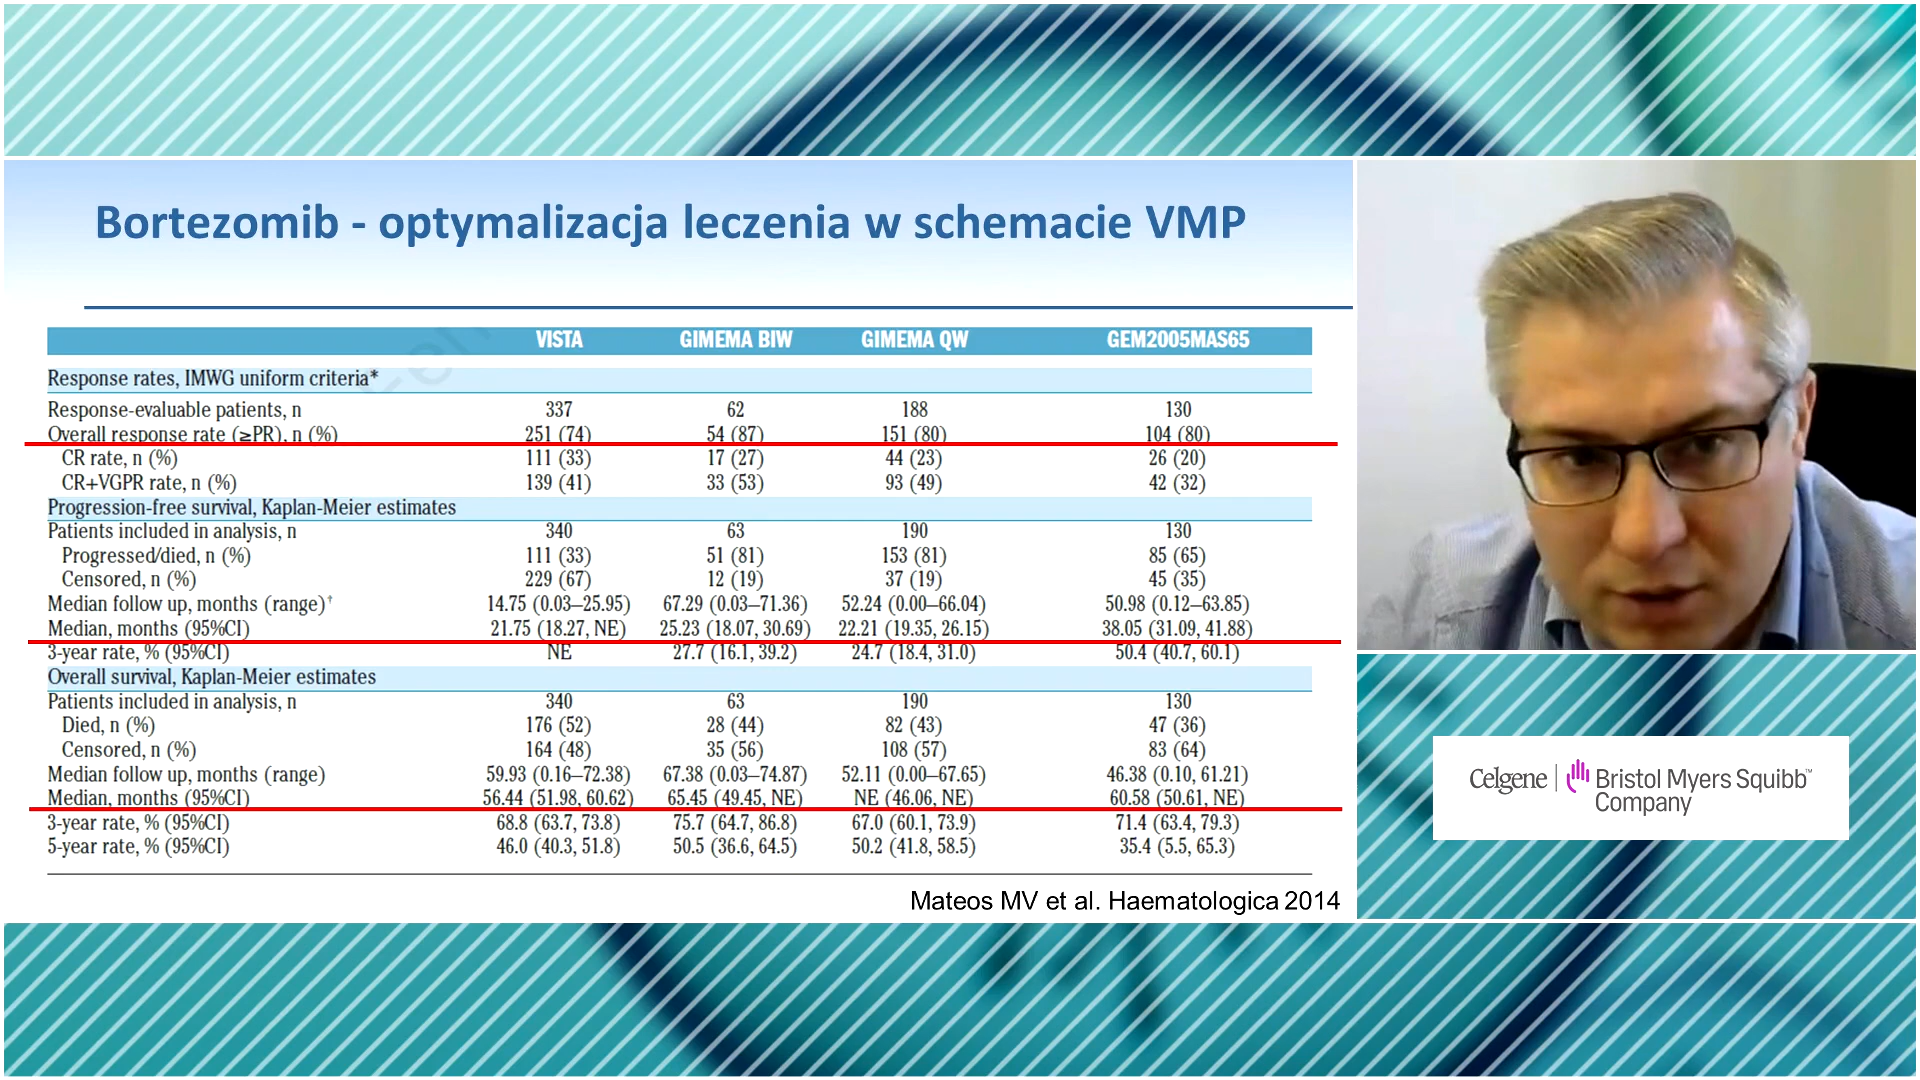 Bortezomib - optymalizacja leczenia w schemacie VMP
VISTA GIMEMA BIW GIMEMA QW GEM2005MAS65
Response rates, IMWG uniform criteria*
Response-evaluable patients, n 337 62 188 130
Overall response rate (≥PR), n (%) 251 (74) 54 (87) 151 (80) 104 (80)
CR rate, n (%) 111 (33) 17 (27) 44 (23) 26 (20)
CR+VGPR rate, n (%) 139 (41) 33 (53) 93 (49) 42 (32)
Progression-free survival, Kaplan-Meier estimates
Patients included in analysis, n 340 63 190 130
Progressed/died, n (%) 111 (33) 51 (81) 153 (81) 85 (65)
Censored, n (%) 229 (67) 12 (19) 37 (19) 45 (35)
Median follow up, months (range)† 14.75 (0.03–25.95) 67.29 (0.03–71.36) 52.24 (0.00–66.04) 50.98 (0.12–63.85)
Median, months (95%CI) 21.75 (18.27, NE) 25.23 (18.07, 30.69) 22.21 (19.35, 26.15) 38.05 (31.09, 41.88)
3-year rate, % (95%CI) NE 27.7 (16.1, 39.2) 24.7 (18.4, 31.0) 50.4 (40.7, 60.1)
Overall survival, Kaplan-Meier estimates
Patients included in analysis, n 340 63 190 130
Died, n (%) 176 (52) 28 (44) 82 (43) 47 (36)
Censored, n (%) 164 (48) 35 (56) 108 (57) 83 (64)
Median follow up, months (range) 59.93 (0.16–72.38) 67.38 (0.03–74.87) 52.11 (0.00–67.65) 46.38 (0.10, 61.21)
Median, months (95%CI) 56.44 (51.98, 60.62) 65.45 (49.45, NE) NE (46.06, NE) 60.58 (50.61, NE)
3-year rate, % (95%CI) 68.8 (63.7, 73.8) 75.7 (64.7, 86.8) 67.0 (60.1, 73.9) 71.4 (63.4, 79.3)
5-year rate, % (95%CI) 46.0 (40.3, 51.8) 50.5 (36.6, 64.5) 50.2 (41.8, 58.5) 35.4 (5.5, 65.3)
Mateos MV et al. Haematologica 2014
Celgene | Bristol Myers Squibb™
Company